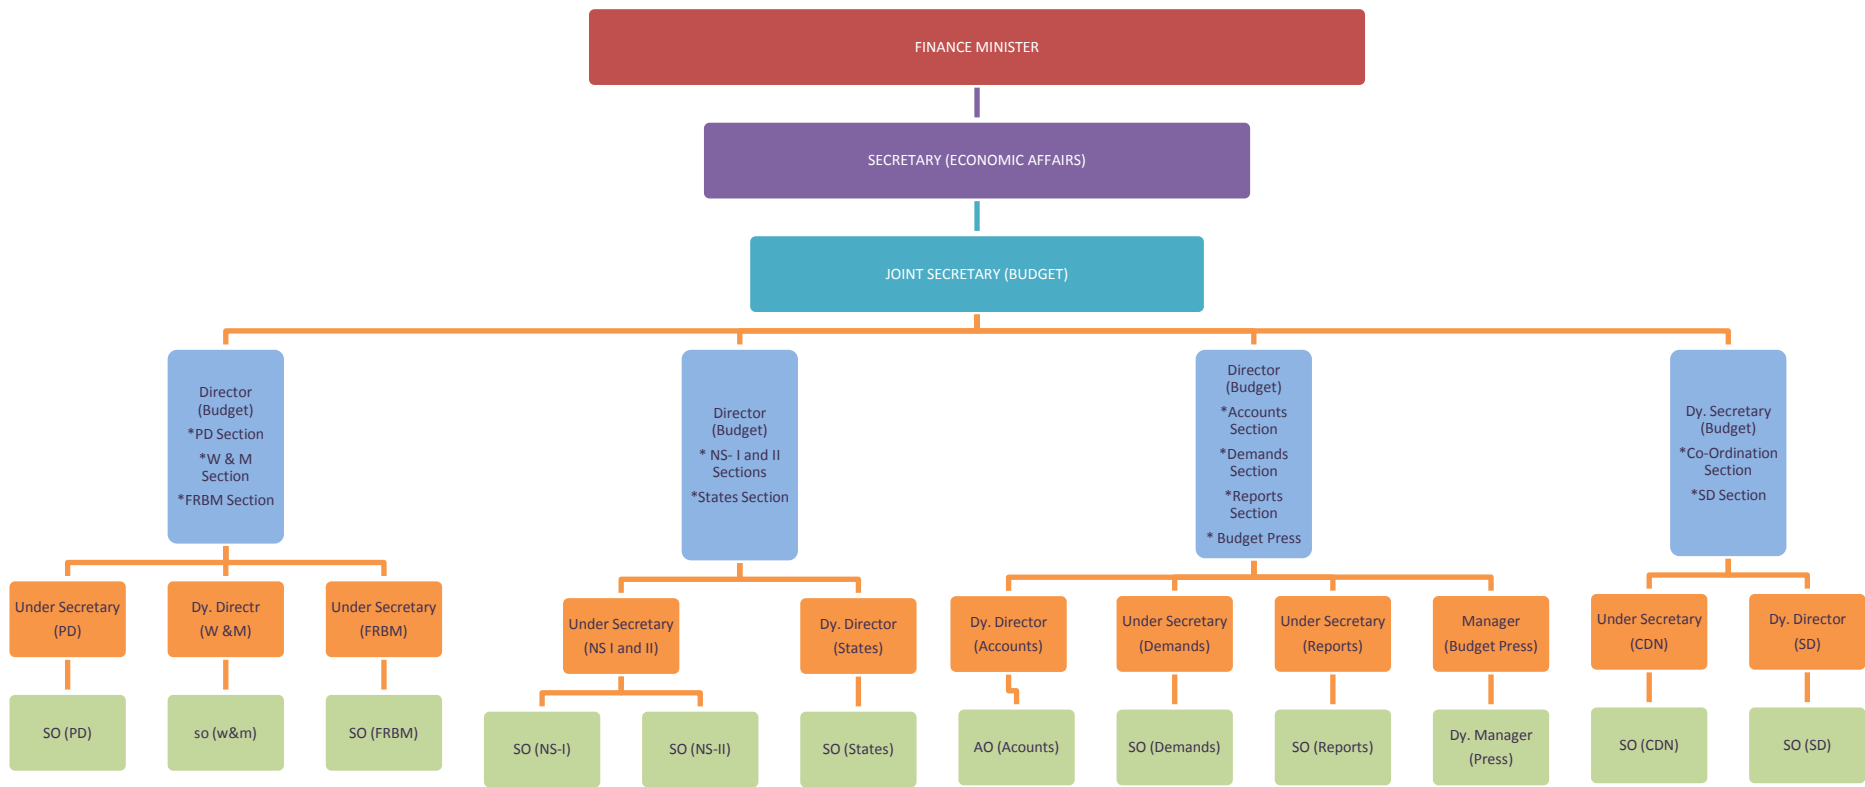 FINANCE MINISTER
SECRETARY (ECONOMIC AFFAIRS)
JOINT SECRETARY (BUDGET)
Director
(Budget)
*PD Section
*W & M
Section
*FRBM Section
Director
(Budget)
* NS- I and II
Sections
*States Section
Director
(Budget)
*Accounts
Section
*Demands
Section
*Reports
Section
* Budget Press
Dy. Secretary
(Budget)
*Co-Ordination
Section
*SD Section
Under Secretary
(PD)
Dy. Directr
(W &M)
Under Secretary
(FRBM)
Under Secretary
(NS I and II)
Dy. Director
(States)
Dy. Director
(Accounts)
Under Secretary
(Demands)
Under Secretary
(Reports)
Manager
(Budget Press)
Under Secretary
(CDN)
Dy. Director
(SD)
SO (PD)
so (w&m)
SO (FRBM)
SO (NS-I)
SO (NS-II)
SO (States)
AO (Acounts)
SO (Demands)
SO (Reports)
Dy. Manager
(Press)
SO (CDN)
SO (SD)